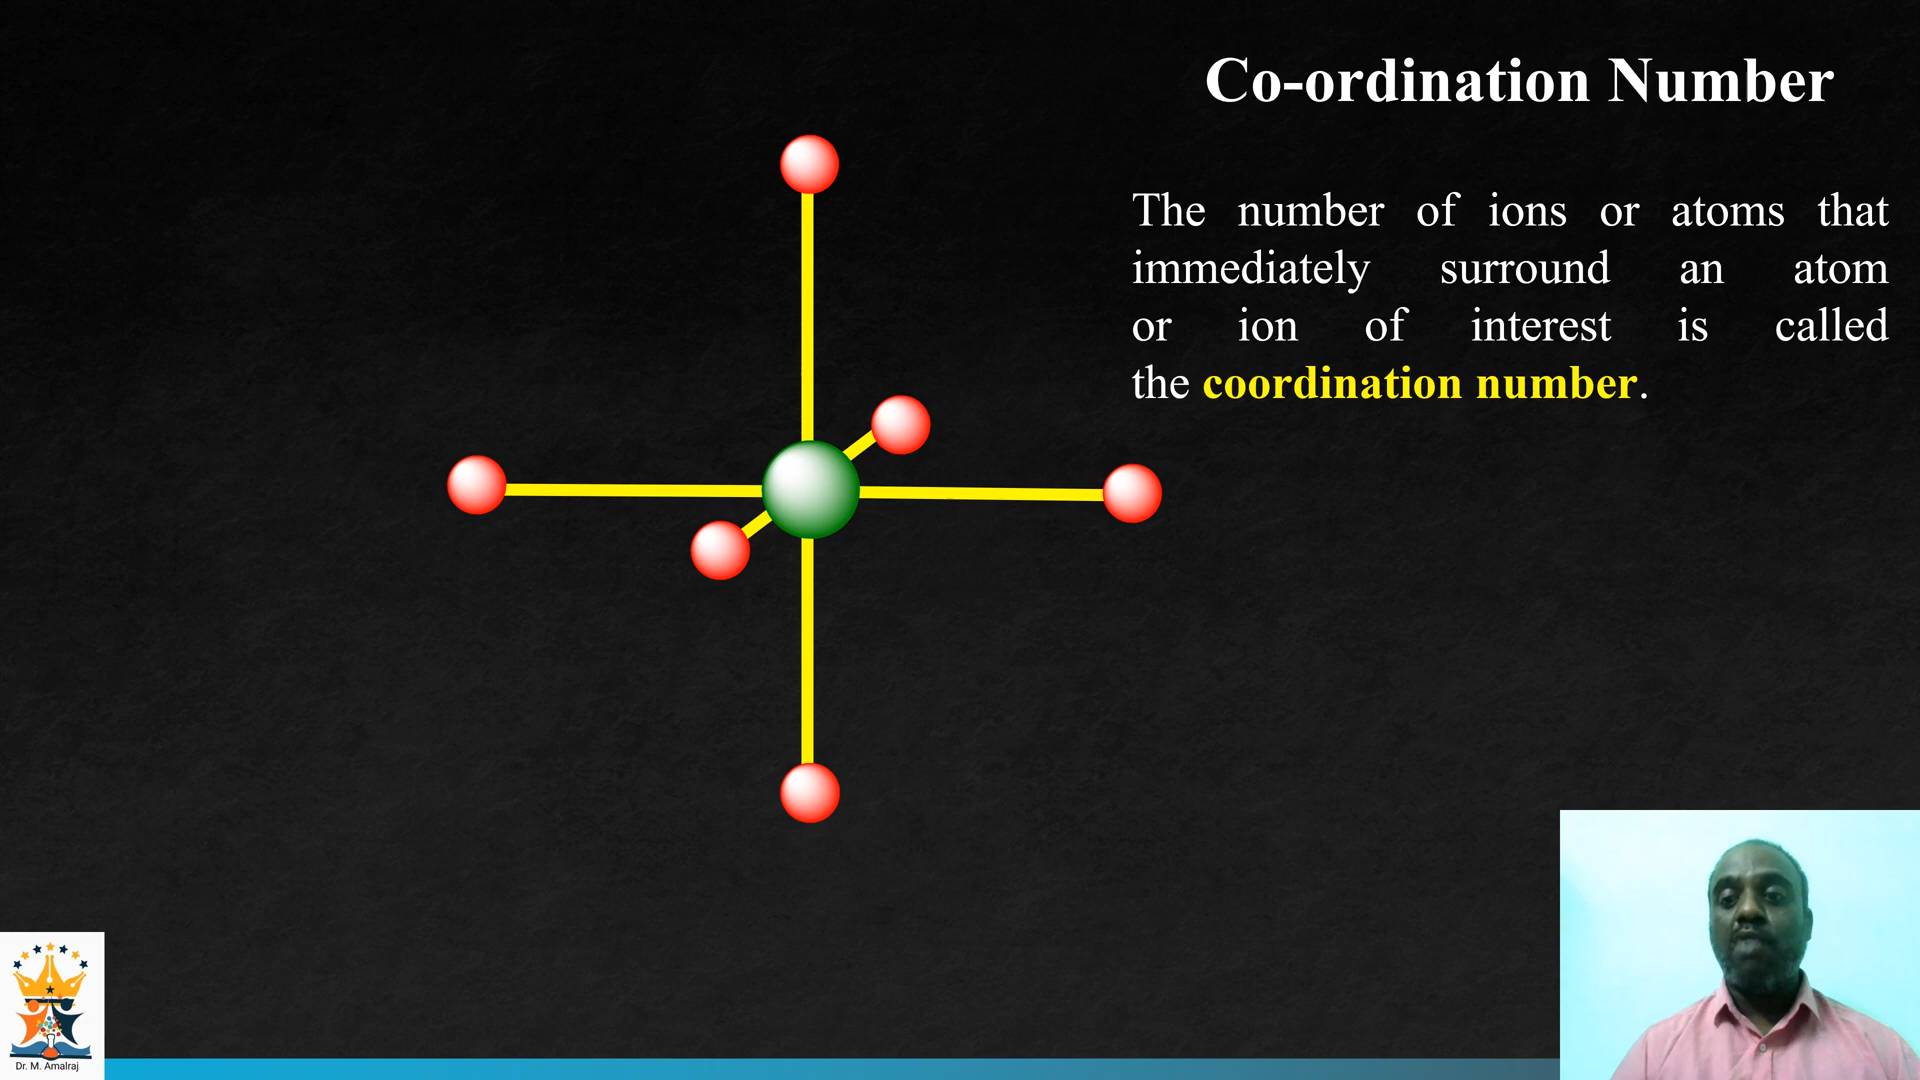 Co-ordination Number
The number of ions or atoms that
immediately surround an atom
or ion of interest is called
the coordination number.
Dr. M. Amalraj